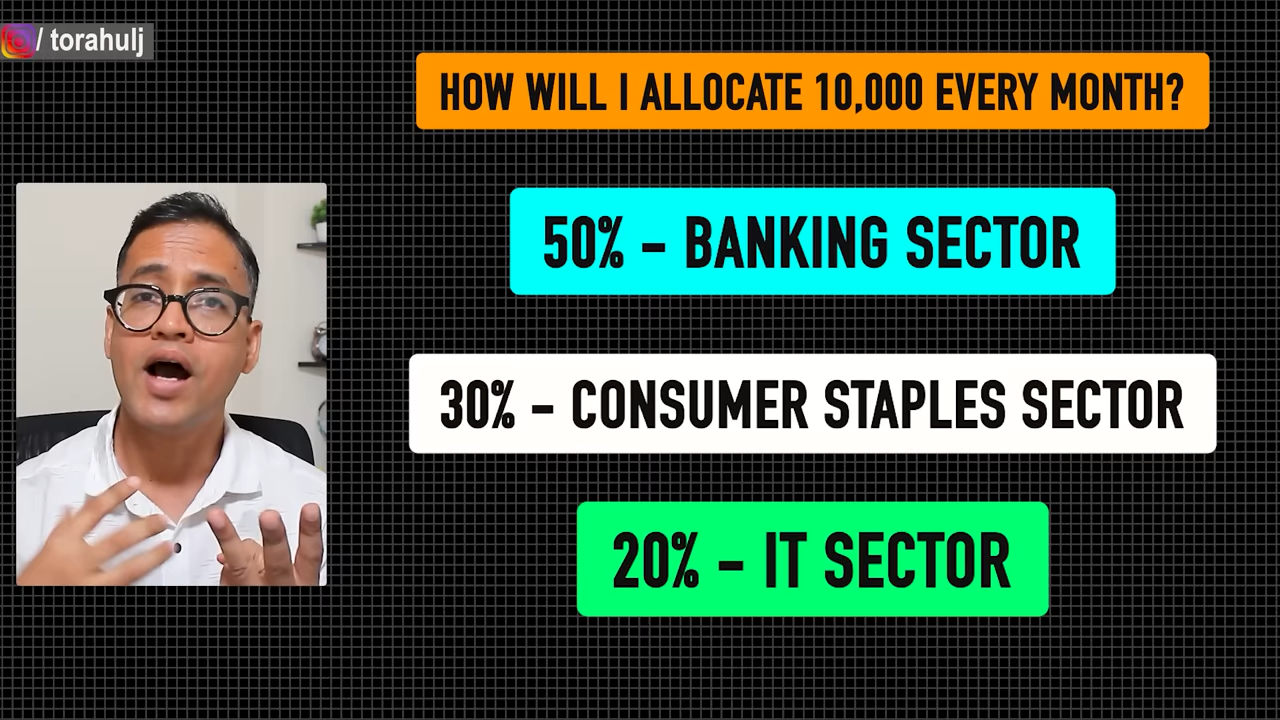 / torahulj
HOW WILL I ALLOCATE 10,000 EVERY MONTH?
50% - BANKING SECTOR
30% - CONSUMER STAPLES SECTOR
20% - IT SECTOR